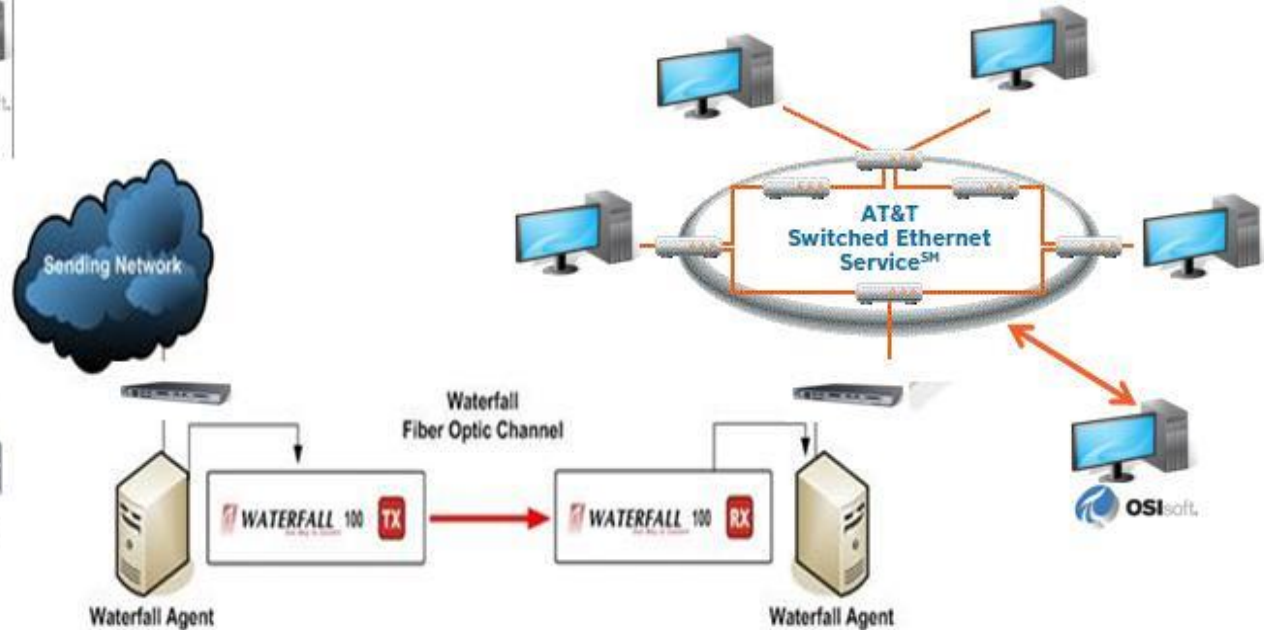 AT&T
Switched Ethernet
Service℠
Sending Network
Waterfall
Fiber Optic Channel
WATERFALL 100 TX
WATERFALL 100 RX
OSIsoft.
Waterfall Agent
Waterfall Agent